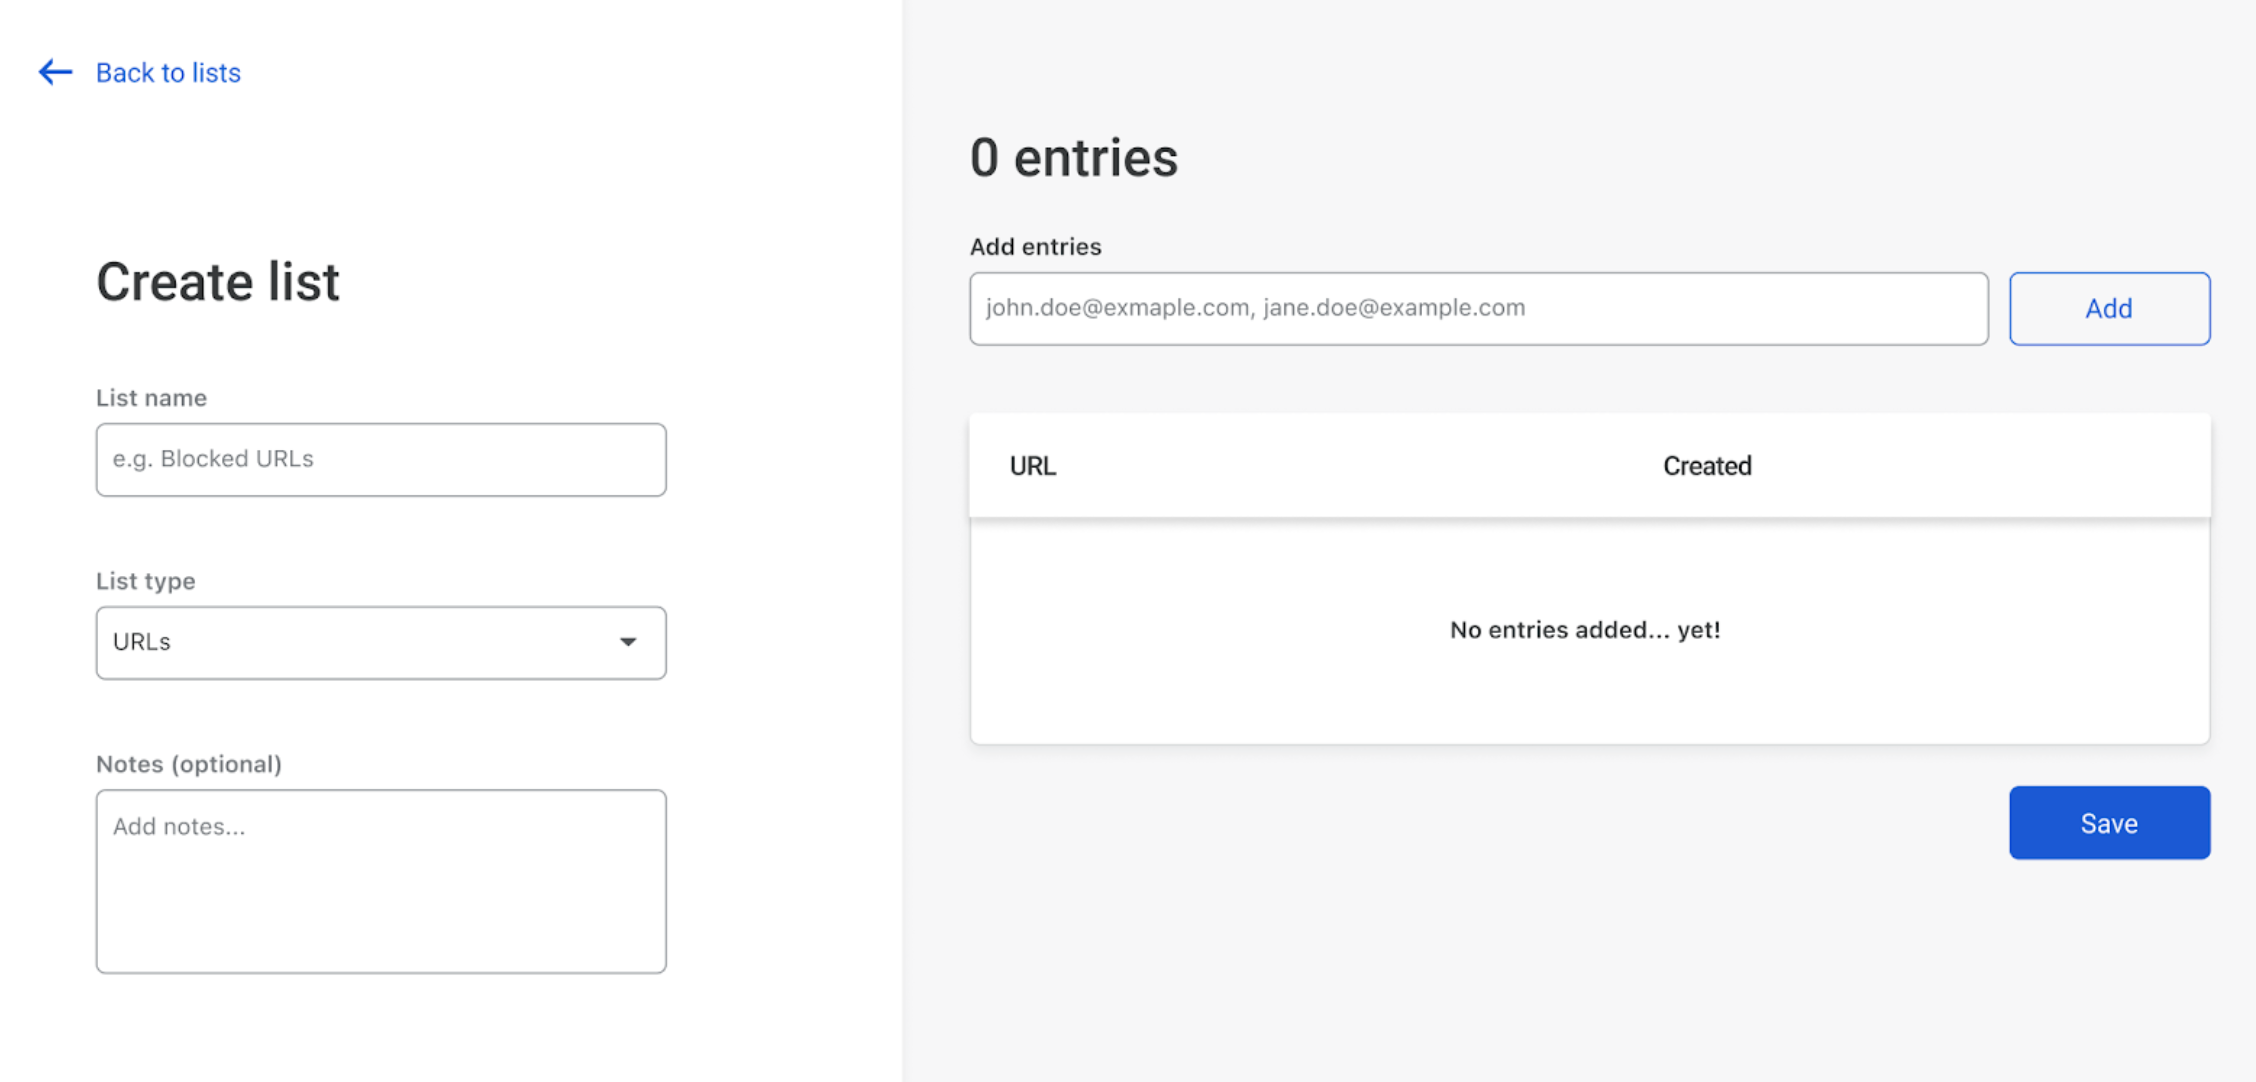 Back to lists
Create list
List name
e.g. Blocked URLs
List type
URLs
Notes (optional)
Add notes...
0 entries
Add entries
john.doe@exmaple.com, jane.doe@example.com
Add
URL Created
No entries added... yet!
Save